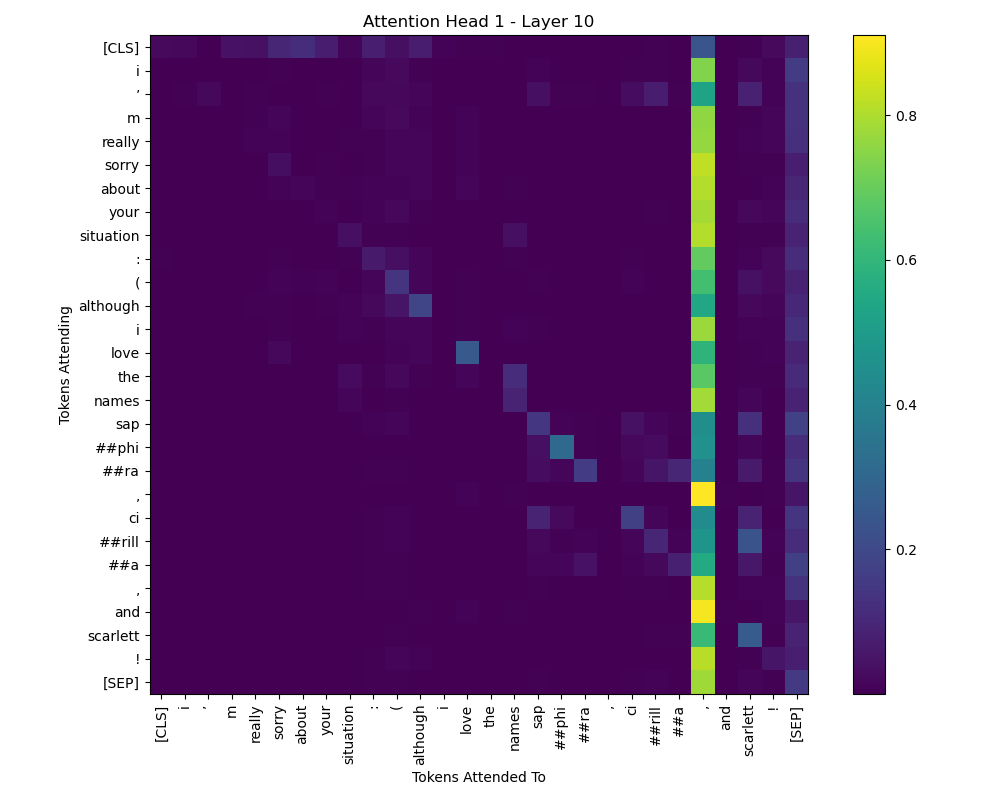 Attention Head 1 - Layer 10
Tokens Attending
[CLS]
i
’
m
really
sorry
about
your
situation
:
(
although
i
love
the
names
sap
##phi
##ra
,
ci
##rill
##a
,
and
scarlett
!
[SEP]
[CLS]
i
’
m
really
sorry
about
your
situation
:
(
although
i
love
the
names
sap
##phi
##ra
,
ci
##rill
##a
,
and
scarlett
!
[SEP]
Tokens Attended To
0.8
0.6
0.4
0.2